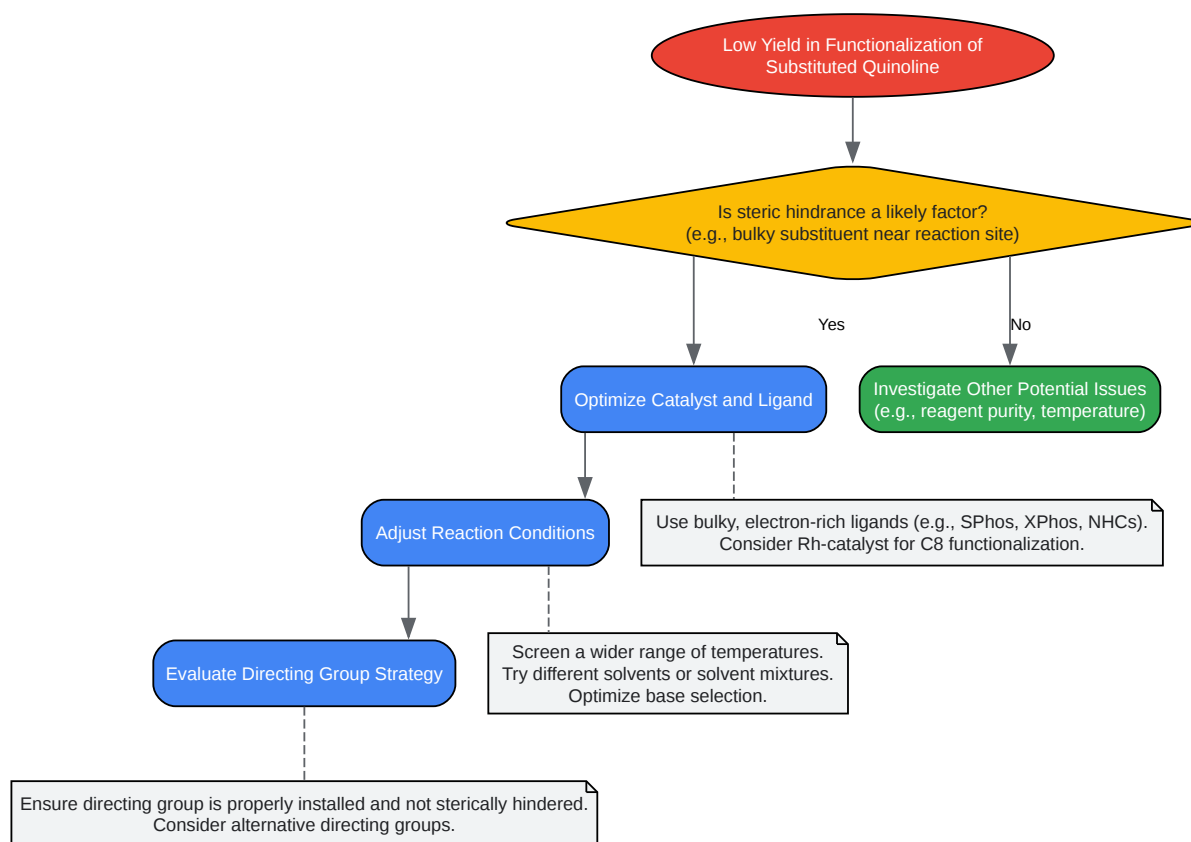 Low Yield in Functionalization of
Substituted Quinoline
Is steric hindrance a likely factor?
(e.g., bulky substituent near reaction site)
Yes
No
Optimize Catalyst and Ligand
Investigate Other Potential Issues
(e.g., reagent purity, temperature)
Use bulky, electron-rich ligands (e.g., SPhos, XPhos, NHCs).
Consider Rh-catalyst for C8 functionalization.
Adjust Reaction Conditions
Screen a wider range of temperatures.
Try different solvents or solvent mixtures.
Optimize base selection.
Evaluate Directing Group Strategy
Ensure directing group is properly installed and not sterically hindered.
Consider alternative directing groups.